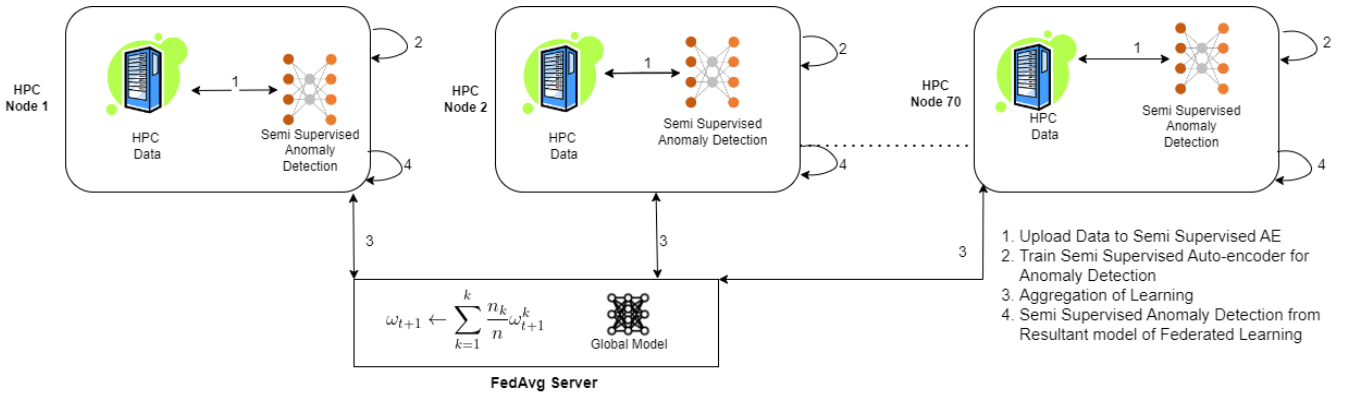 HPC
Node 1
1
HPC
Data
Semi Supervised
Anomaly
Detection
2
4
HPC
Node 2
1
HPC
Data
Semi Supervised
Anomaly Detection
2
4
HPC
Node 70
1
HPC
Data
Semi Supervised
Anomaly
Detection
2
4
3
3
3
ω_{t+1} ← \sum_{k=1}^{k} \frac{n_k}{n} ω_{t+1}^{k}
Global Model
FedAvg Server
1. Upload Data to Semi Supervised AE
2. Train Semi Supervised Auto-encoder for
Anomaly Detection
3. Aggregation of Learning
4. Semi Supervised Anomaly Detection from
Resultant model of Federated Learning